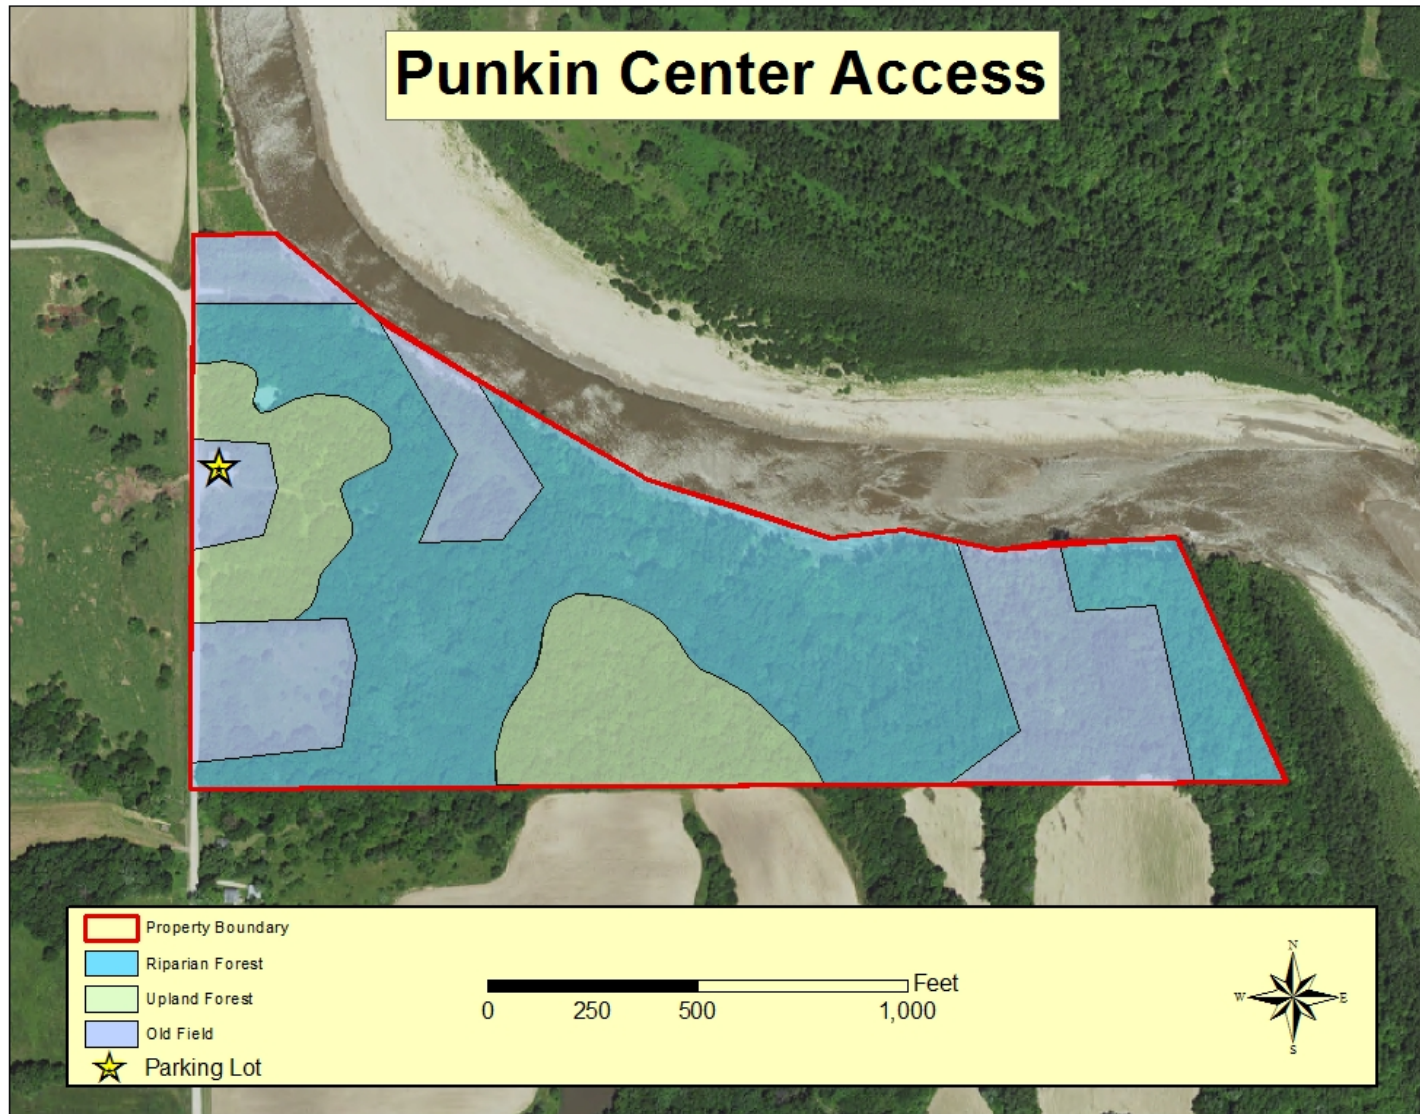 Punkin Center Access
Property Boundary
Riparian Forest
Upland Forest
Old Field
Parking Lot
Feet
0 250 500 1,000
N
W E
S